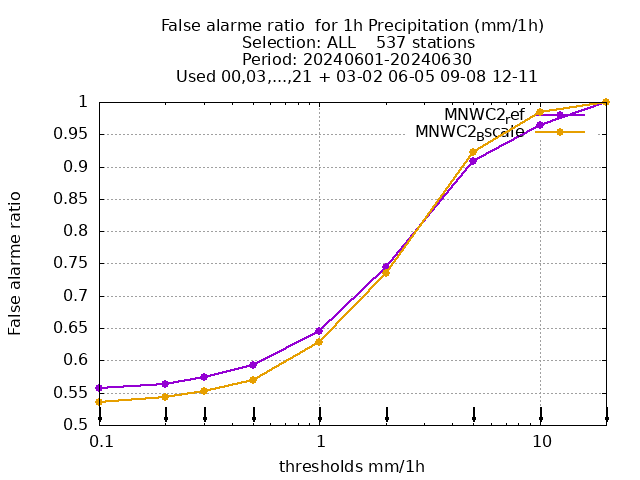 False alarme ratio  for 1h Precipitation (mm/1h)
Selection: ALL    537 stations
Period: 20240601-20240630
Used 00,03,...,21 + 03-02 06-05 09-08 12-11
1
MNWC2ref
0.95
MNWC2Bscale
0.9
0.85
0.8
0.75
0.7
0.65
0.6
0.55
0.5
False alarme ratio
0.1
1
10
thresholds mm/1h